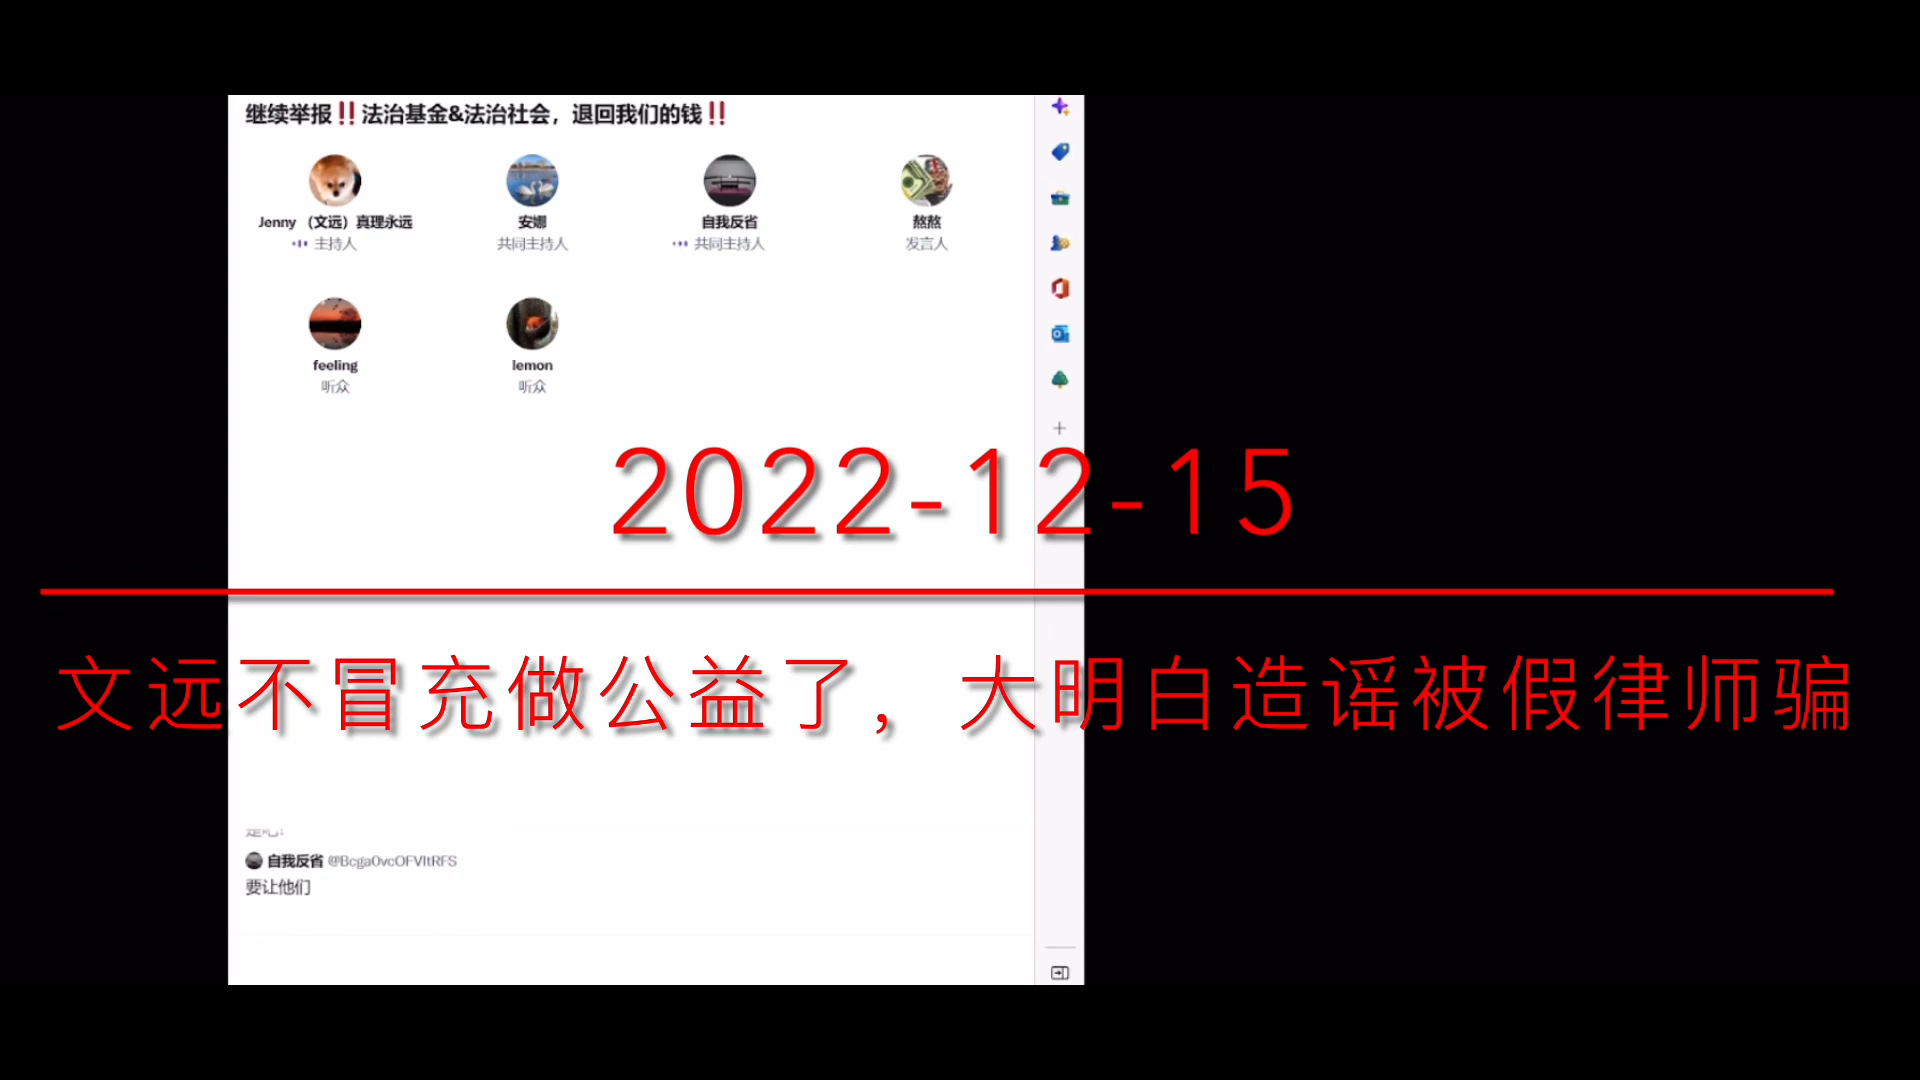 继续举报‼️法治基金&法治社会，退回我们的钱‼️
Jenny （文远）真理永远
主持人
安娜
共同主持人
自我反省
共同主持人
熬熬
发言人
feeling
听众
lemon
听众
2022-12-15
文远不冒充做公益了，大明白造谣被假律师骗
自我反省 @Bcga0vcOFVItRFS
要让他们